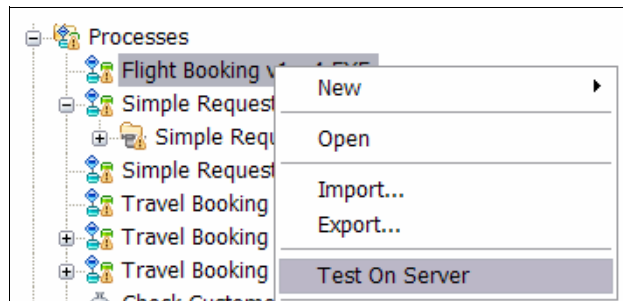 Processes
Flight Booking
New
Simple Request
Simple
Open
Simple Request
Import...
Travel Booking
Export...
Travel Booking
Travel Booking
Test On Server